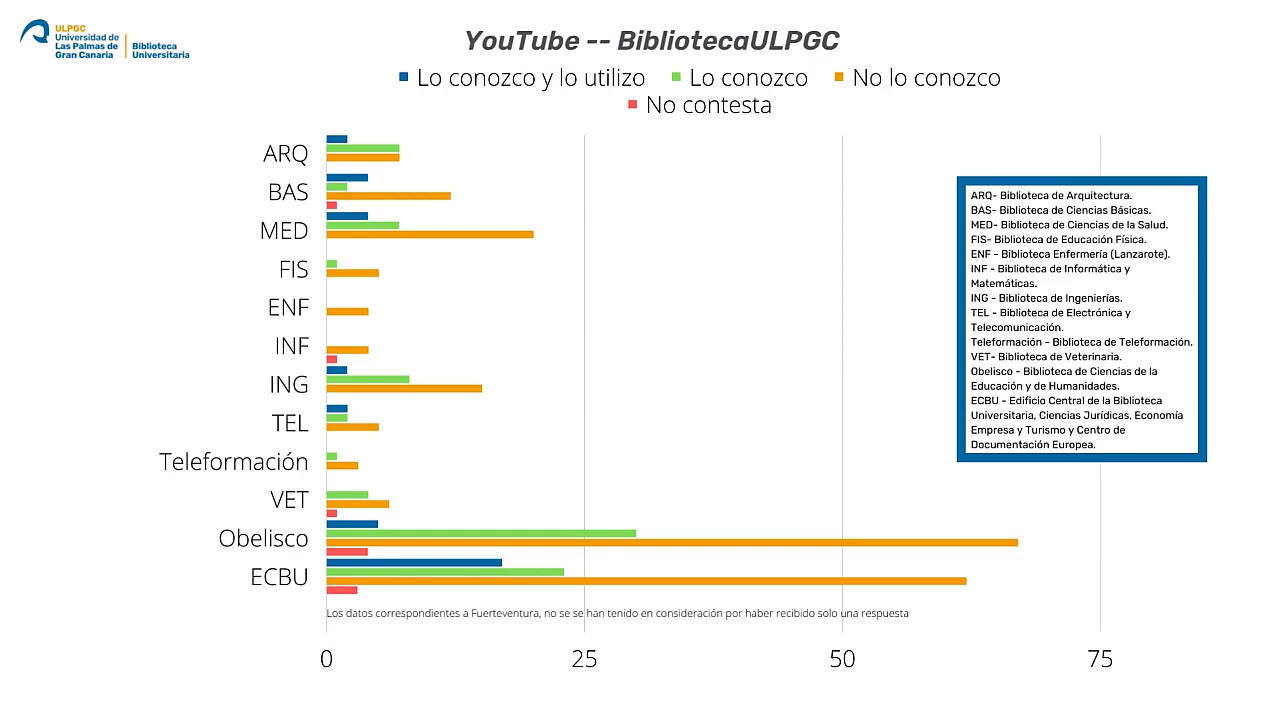 ULPGC
Universidad de
Las Palmas de
Gran Canaria
Biblioteca
Universitaria
YouTube -- BibliotecaULPGC
Lo conozco y lo utilizo
Lo conozco
No lo conozco
No contesta
ARQ
BAS
MED
FIS
ENF
INF
ING
TEL
Teleformación
VET
Obelisco
ECBU
ARQ- Biblioteca de Arquitectura.
BAS- Biblioteca de Ciencias Básicas.
MED- Biblioteca de Ciencias de la Salud.
FIS- Biblioteca de Educación Física.
ENF - Biblioteca Enfermería (Lanzarote).
INF - Biblioteca de Informática y
Matemáticas.
ING - Biblioteca de Ingenierías.
TEL - Biblioteca de Electrónica y
Telecomunicación.
Teleformación - Biblioteca de Teleformación.
VET- Biblioteca de Veterinaria.
Obelisco - Biblioteca de Ciencias de la
Educación y de Humanidades.
ECBU - Edificio Central de la Biblioteca
Universitaria, Ciencias Jurídicas, Economía
Empresa y Turismo y Centro de
Documentación Europea.
Los datos correspondientes a Fuerteventura, no se se han tenido en consideración por haber recibido solo una respuesta
0
25
50
75